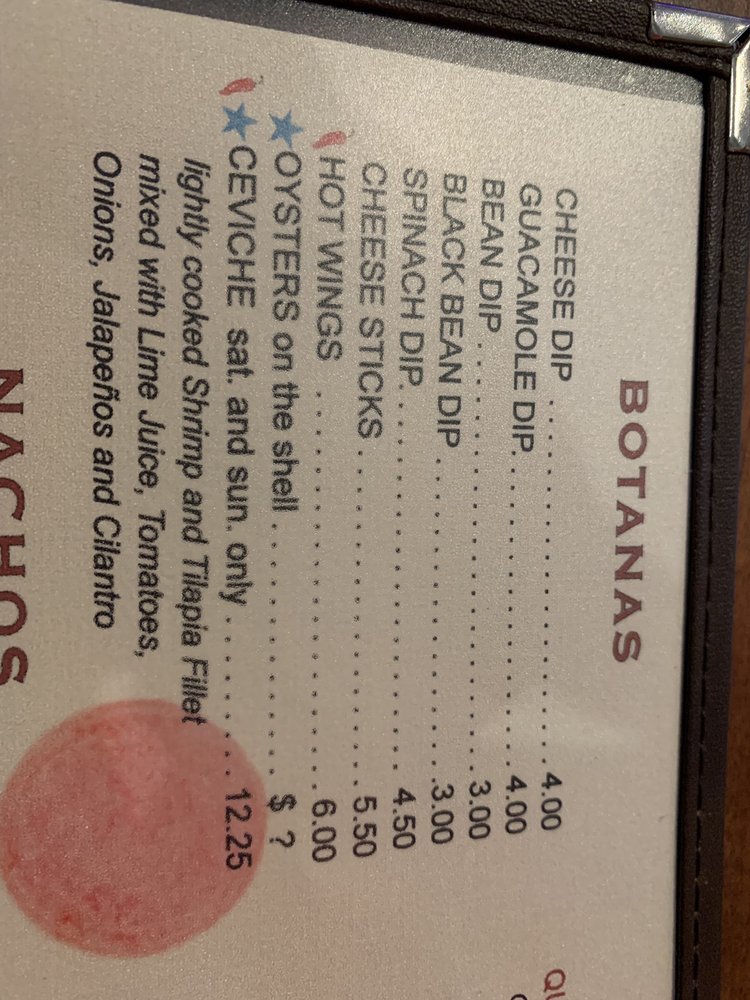 BOTANAS
CHEESE DIP . . . . . . . . . . . . . . . . . . . . . . . . 4.00
GUACAMOLE DIP. . . . . . . . . . . . . . . . . . . . 4.00
BEAN DIP . . . . . . . . . . . . . . . . . . . . . . . . . . 3.00
BLACK BEAN DIP . . . . . . . . . . . . . . . . . . . .3.00
SPINACH DIP. . . . . . . . . . . . . . . . . . . . . . . 4.50
CHEESE STICKS . . . . . . . . . . . . . . . . . . . . 5.50
HOT WINGS . . . . . . . . . . . . . . . . . . . . . . . . 6.00
OYSTERS on the shell . . . . . . . . . . . . . . . $ ?
CEVICHE sat. and sun. only . . . . . . . . . . 12.25
lightly cooked Shrimp and Tilapia Fillet
mixed with Lime Juice, Tomatoes,
Onions, Jalapeños and Cilantro
NACHOS